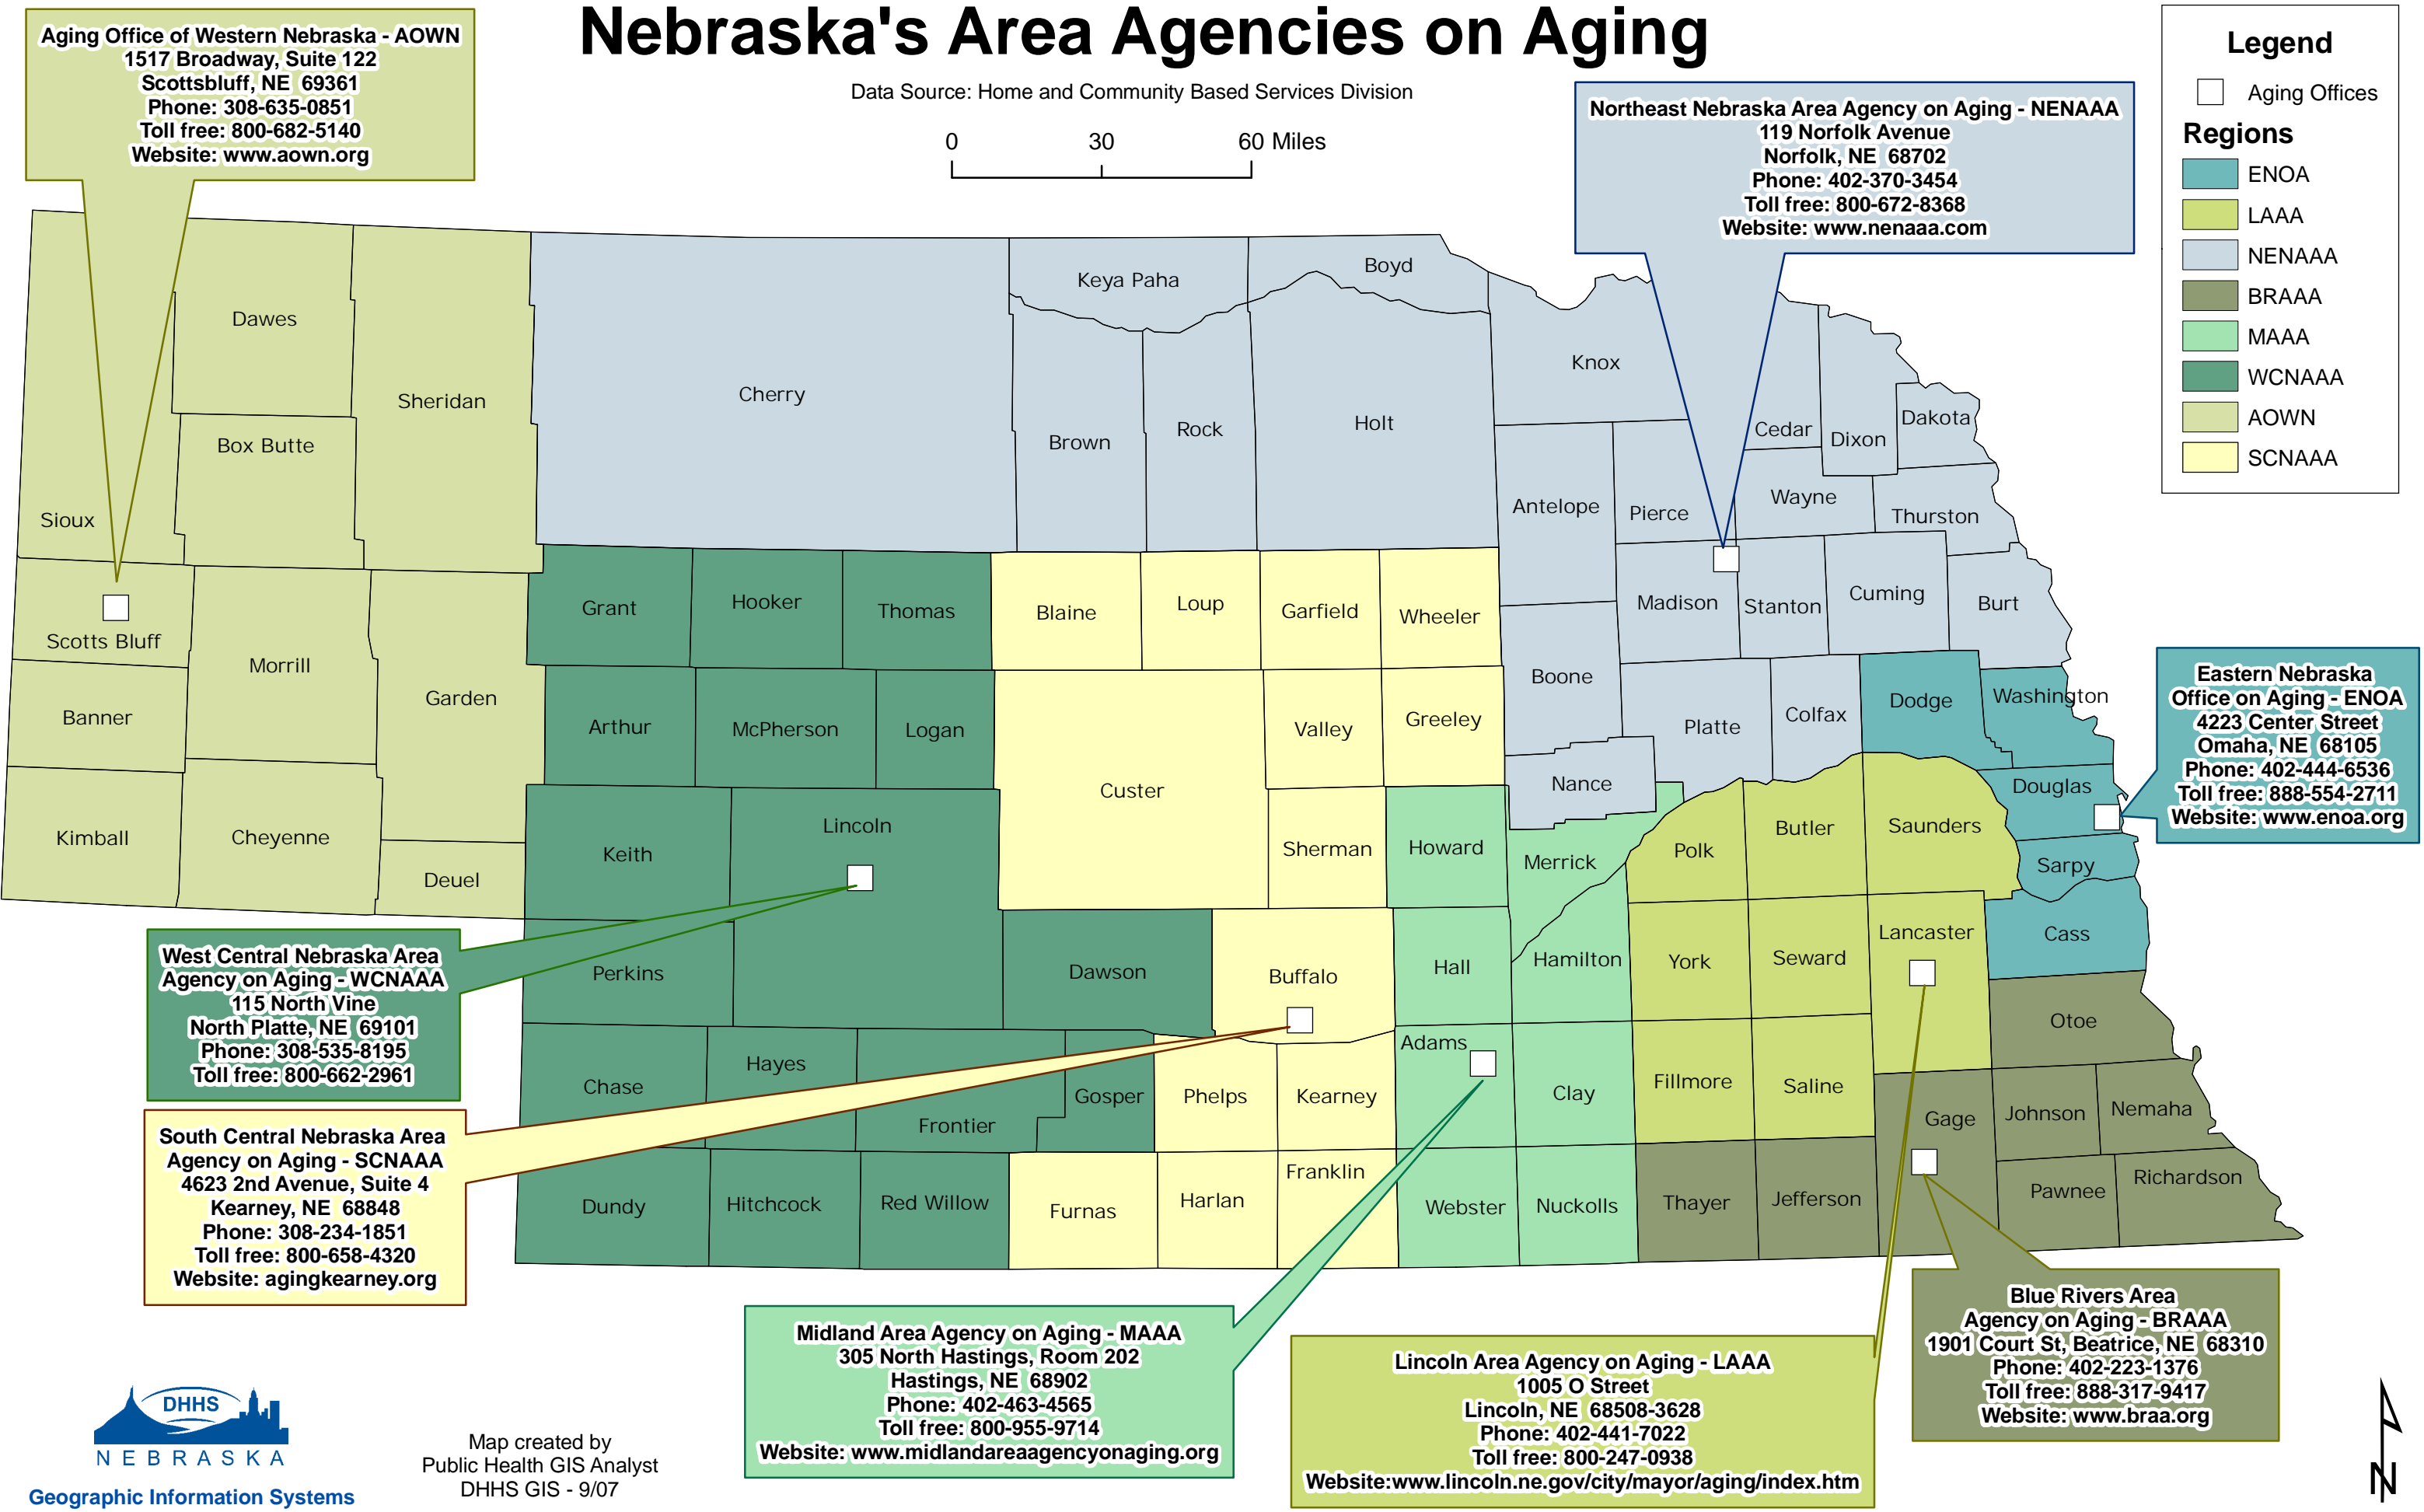 Nebraska's Area Agencies on Aging
Data Source: Home and Community Based Services Division
0 30 60 Miles
Aging Office of Western Nebraska - AOWN
1517 Broadway, Suite 122
Scottsbluff, NE 69361
Phone: 308-635-0851
Toll free: 800-682-5140
Website: www.aown.org
Northeast Nebraska Area Agency on Aging - NENAAA
119 Norfolk Avenue
Norfolk, NE 68702
Phone: 402-370-3454
Toll free: 800-672-8368
Website: www.nenaaa.com
Legend
Aging Offices
Regions
ENOA
LAAA
NENAAA
BRAAA
MAAA
WCNAAA
AOWN
SCNAAA
Sioux
Dawes
Box Butte
Sheridan
Scotts Bluff
Banner
Kimball
Morrill
Cheyenne
Garden
Deuel
Cherry
Keya Paha
Boyd
Brown
Rock
Holt
Knox
Cedar
Dixon
Dakota
Antelope
Pierce
Wayne
Thurston
Madison
Stanton
Cuming
Burt
Boone
Platte
Colfax
Nance
Grant
Hooker
Thomas
Arthur
McPherson
Logan
Keith
Lincoln
Perkins
Dawson
Chase
Hayes
Frontier
Gosper
Dundy
Hitchcock
Red Willow
Blaine
Loup
Garfield
Wheeler
Custer
Valley
Greeley
Sherman
Buffalo
Phelps
Kearney
Furnas
Harlan
Franklin
Howard
Merrick
Hall
Hamilton
Adams
Clay
Webster
Nuckolls
Polk
Butler
Saunders
York
Seward
Lancaster
Fillmore
Saline
Dodge
Washington
Douglas
Sarpy
Cass
Otoe
Gage
Johnson
Nemaha
Thayer
Jefferson
Pawnee
Richardson
Eastern Nebraska
Office on Aging - ENOA
4223 Center Street
Omaha, NE 68105
Phone: 402-444-6536
Toll free: 888-554-2711
Website: www.enoa.org
West Central Nebraska Area
Agency on Aging - WCNAAA
115 North Vine
North Platte, NE 69101
Phone: 308-535-8195
Toll free: 800-662-2961
South Central Nebraska Area
Agency on Aging - SCNAAA
4623 2nd Avenue, Suite 4
Kearney, NE 68848
Phone: 308-234-1851
Toll free: 800-658-4320
Website: agingkearney.org
Midland Area Agency on Aging - MAAA
305 North Hastings, Room 202
Hastings, NE 68902
Phone: 402-463-4565
Toll free: 800-955-9714
Website: www.midlandareaagencyonaging.org
Lincoln Area Agency on Aging - LAAA
1005 O Street
Lincoln, NE 68508-3628
Phone: 402-441-7022
Toll free: 800-247-0938
Website:www.lincoln.ne.gov/city/mayor/aging/index.htm
Blue Rivers Area
Agency on Aging - BRAAA
1901 Court St, Beatrice, NE 68310
Phone: 402-223-1376
Toll free: 888-317-9417
Website: www.braa.org
DHHS
NEBRASKA
Geographic Information Systems
Map created by
Public Health GIS Analyst
DHHS GIS - 9/07
N